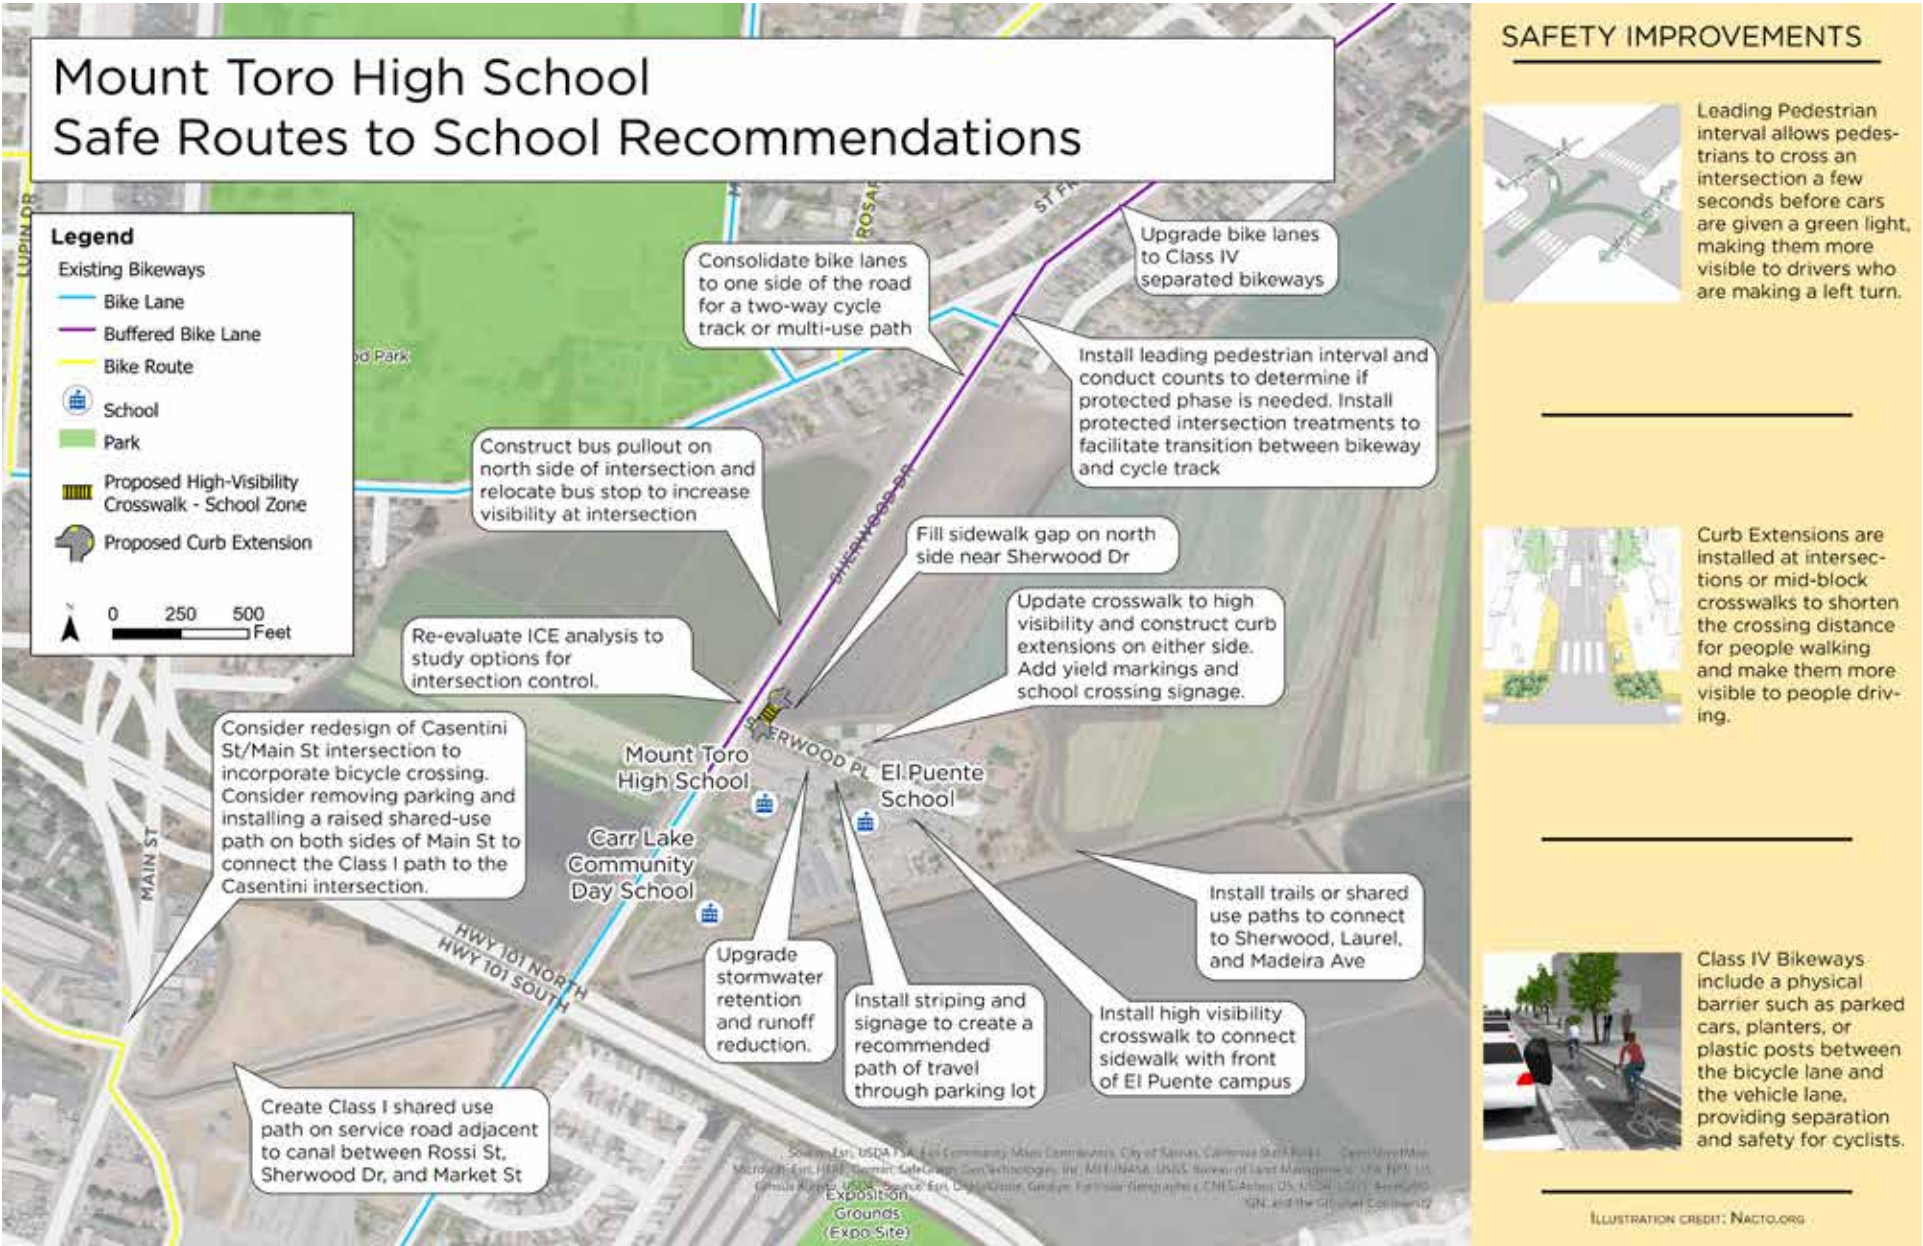 Mount Toro High School
Safe Routes to School Recommendations
Legend
Existing Bikeways
Bike Lane
Buffered Bike Lane
Bike Route
School
Park
Proposed High-Visibility
Crosswalk - School Zone
Proposed Curb Extension
N
0 250 500
Feet
LUPIN DR
od Park
ROSAR
ST FR
Consolidate bike lanes
to one side of the road
for a two-way cycle
track or multi-use path
Upgrade bike lanes
to Class IV
separated bikeways
Install leading pedestrian interval and
conduct counts to determine if
protected phase is needed. Install
protected intersection treatments to
facilitate transition between bikeway
and cycle track
Construct bus pullout on
north side of intersection and
relocate bus stop to increase
visibility at intersection
SHERWOOD DR
Fill sidewalk gap on north
side near Sherwood Dr
Update crosswalk to high
visibility and construct curb
extensions on either side.
Add yield markings and
school crossing signage.
Re-evaluate ICE analysis to
study options for
intersection control.
SHERWOOD PL
Mount Toro
High School
El Puente
School
Carr Lake
Community
Day School
Consider redesign of Casentini
St/Main St intersection to
incorporate bicycle crossing.
Consider removing parking and
installing a raised shared-use
path on both sides of Main St to
connect the Class I path to the
Casentini intersection.
MAIN ST
HWY 101 NORTH
HWY 101 SOUTH
Upgrade
stormwater
retention
and runoff
reduction.
Install striping and
signage to create a
recommended
path of travel
through parking lot
Install high visibility
crosswalk to connect
sidewalk with front
of El Puente campus
Install trails or shared
use paths to connect
to Sherwood, Laurel,
and Madeira Ave
Create Class I shared use
path on service road adjacent
to canal between Rossi St,
Sherwood Dr, and Market St
Exposition
Grounds
(Expo Site)
SAFETY IMPROVEMENTS
Leading Pedestrian
interval allows pedes-
trians to cross an
intersection a few
seconds before cars
are given a green light,
making them more
visible to drivers who
are making a left turn.
Curb Extensions are
installed at intersec-
tions or mid-block
crosswalks to shorten
the crossing distance
for people walking
and make them more
visible to people driv-
ing.
Class IV Bikeways
include a physical
barrier such as parked
cars, planters, or
plastic posts between
the bicycle lane and
the vehicle lane,
providing separation
and safety for cyclists.
ILLUSTRATION CREDIT: NACTO.ORG